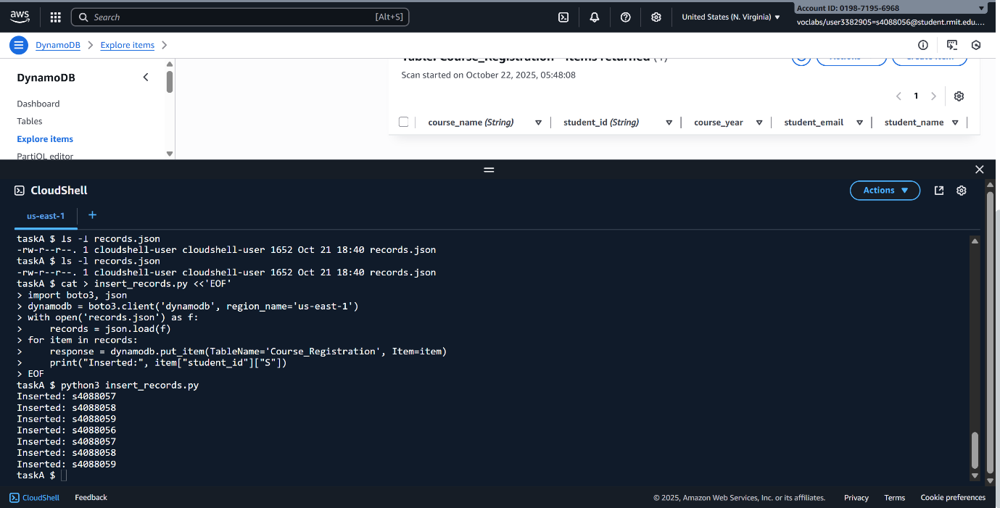 aws
Search
[Alt+S]
United States (N. Virginia)
Account ID: 0198-7195-6968
voclabs/user3382905=s4088056@student.rmit.edu....
DynamoDB
Explore items
DynamoDB
Dashboard
Tables
Explore items
PartiQL editor
Table: Course_Registration - Items returned
Actions
Create item
Scan started on October 22, 2025, 05:48:08
1
course_name (String)
student_id (String)
course_year
student_email
student_name
CloudShell
Actions
us-east-1
+
taskA $ ls -l records.json
-rw-r--r--. 1 cloudshell-user cloudshell-user 1652 Oct 21 18:40 records.json
taskA $ ls -l records.json
-rw-r--r--. 1 cloudshell-user cloudshell-user 1652 Oct 21 18:40 records.json
taskA $ cat > insert_records.py <<'EOF'
> import boto3, json
> dynamodb = boto3.client('dynamodb', region_name='us-east-1')
> with open('records.json') as f:
>     records = json.load(f)
> for item in records:
>     response = dynamodb.put_item(TableName='Course_Registration', Item=item)
>     print("Inserted:", item["student_id"]["S"])
> EOF
taskA $ python3 insert_records.py
Inserted: s4088057
Inserted: s4088058
Inserted: s4088059
Inserted: s4088056
Inserted: s4088057
Inserted: s4088058
Inserted: s4088059
taskA $
CloudShell
Feedback
© 2025, Amazon Web Services, Inc. or its affiliates.
Privacy
Terms
Cookie preferences